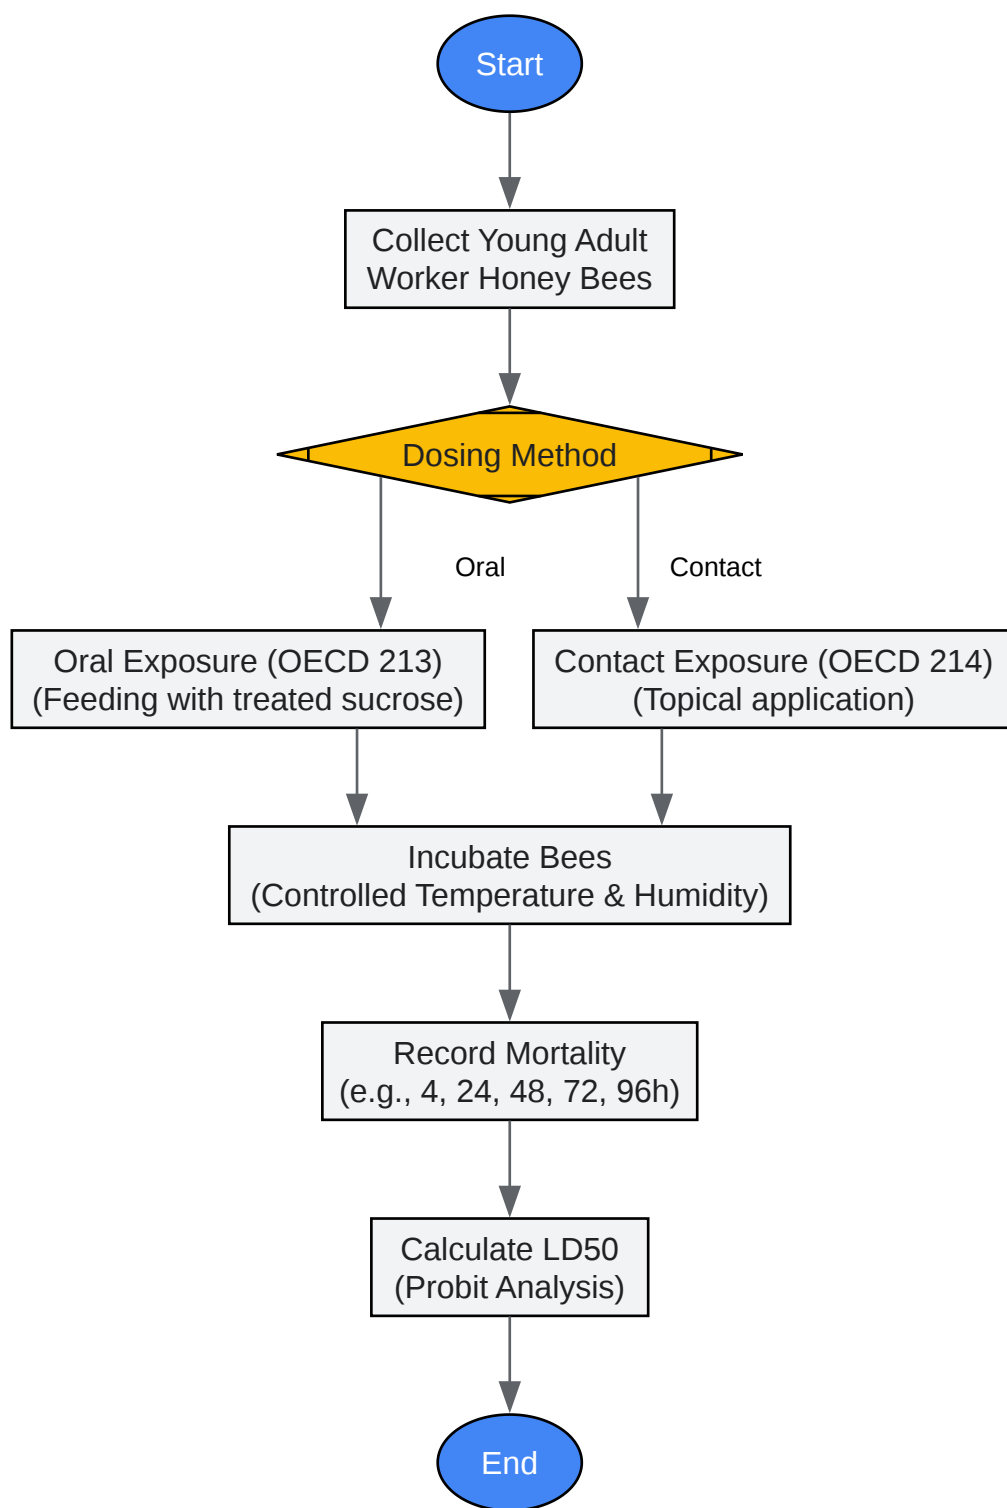 Start
Collect Young Adult
Worker Honey Bees
Dosing Method
Oral
Contact
Oral Exposure (OECD 213)
(Feeding with treated sucrose)
Contact Exposure (OECD 214)
(Topical application)
Incubate Bees
(Controlled Temperature & Humidity)
Record Mortality
(e.g., 4, 24, 48, 72, 96h)
Calculate LD50
(Probit Analysis)
End